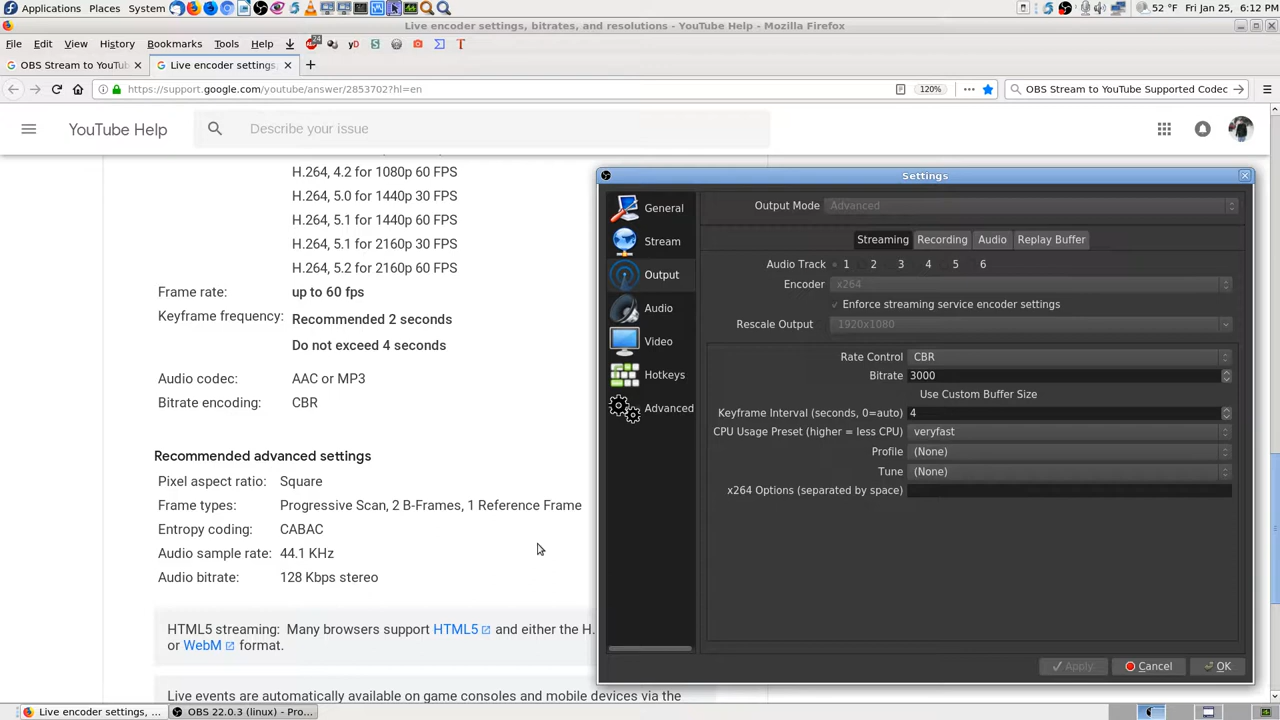 Applications Places System
52 °F Fri Jan 25, 6:12 PM
Live encoder settings, bitrates, and resolutions - YouTube Help - Mozilla Firefox
File Edit View History Bookmarks Tools Help
OBS Stream to YouTub
Live encoder settings,
https://support.google.com/youtube/answer/2853702?hl=en
120%
OBS Stream to YouTube Supported Codec
YouTube Help
Describe your issue
H.264, 4.2 for 1080p 60 FPS
H.264, 5.0 for 1440p 30 FPS
H.264, 5.1 for 1440p 60 FPS
H.264, 5.1 for 2160p 30 FPS
H.264, 5.2 for 2160p 60 FPS
Frame rate: up to 60 fps
Keyframe frequency: Recommended 2 seconds
Do not exceed 4 seconds
Audio codec: AAC or MP3
Bitrate encoding: CBR
Recommended advanced settings
Pixel aspect ratio: Square
Frame types: Progressive Scan, 2 B-Frames, 1 Reference Frame
Entropy coding: CABAC
Audio sample rate: 44.1 KHz
Audio bitrate: 128 Kbps stereo
HTML5 streaming: Many browsers support HTML5 and either the H.
or WebM format.
Live events are automatically available on game consoles and mobile devices via the
Settings
General
Stream
Output
Audio
Video
Hotkeys
Advanced
Output Mode Advanced
Streaming Recording Audio Replay Buffer
Audio Track 1 2 3 4 5 6
Encoder x264
Enforce streaming service encoder settings
Rescale Output 1920x1080
Rate Control CBR
Bitrate 3000
Use Custom Buffer Size
Keyframe Interval (seconds, 0=auto) 4
CPU Usage Preset (higher = less CPU) veryfast
Profile (None)
Tune (None)
x264 Options (separated by space)
Apply Cancel OK
Live encoder settings, ...
OBS 22.0.3 (linux) - Pro...